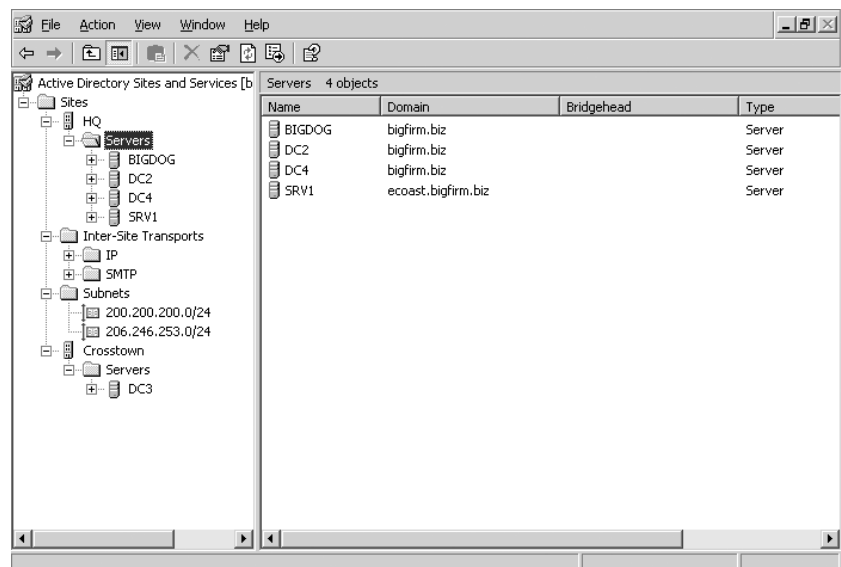 File Action View Window Help
Active Directory Sites and Services [b
Sites
HQ
Servers
BIGDOG
DC2
DC4
SRV1
Inter-Site Transports
IP
SMTP
Subnets
200.200.200.0/24
206.246.253.0/24
Crosstown
Servers
DC3
Servers 4 objects
Name Domain Bridgehead Type
BIGDOG bigfirm.biz Server
DC2 bigfirm.biz Server
DC4 bigfirm.biz Server
SRV1 ecoast.bigfirm.biz Server